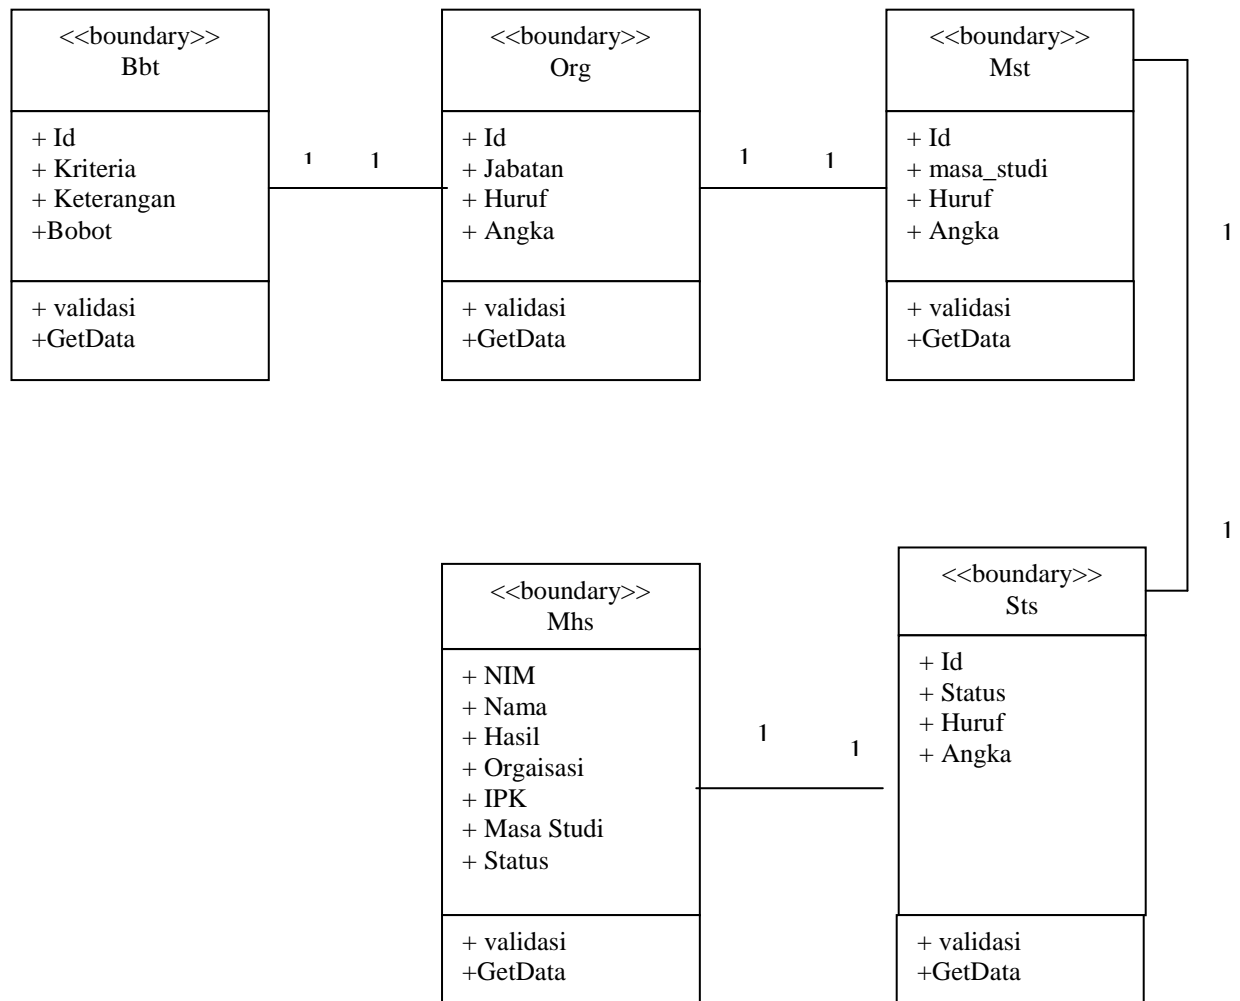 <<boundary>>
Bbt
+ Id
+ Kriteria
+ Keterangan
+Bobot
+ validasi
+GetData
1 1
<<boundary>>
Org
+ Id
+ Jabatan
+ Huruf
+ Angka
+ validasi
+GetData
1 1
<<boundary>>
Mst
+ Id
+ masa_studi
+ Huruf
+ Angka
+ validasi
+GetData
1
1
<<boundary>>
Mhs
+ NIM
+ Nama
+ Hasil
+ Orgaisasi
+ IPK
+ Masa Studi
+ Status
+ validasi
+GetData
1 1
<<boundary>>
Sts
+ Id
+ Status
+ Huruf
+ Angka
+ validasi
+GetData